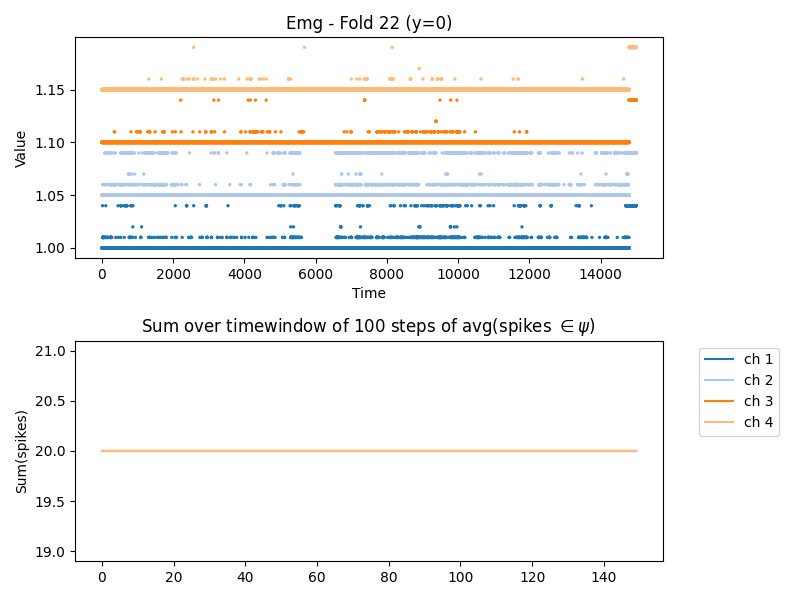 Emg - Fold 22 (y=0)
Value
1.15
1.10
1.05
1.00
0 2000 4000 6000 8000 10000 12000 14000
Time
Sum over timewindow of 100 steps of avg(spikes ∈ ψ)
Sum(spikes)
21.0
20.5
20.0
19.5
19.0
0 20 40 60 80 100 120 140
ch 1
ch 2
ch 3
ch 4